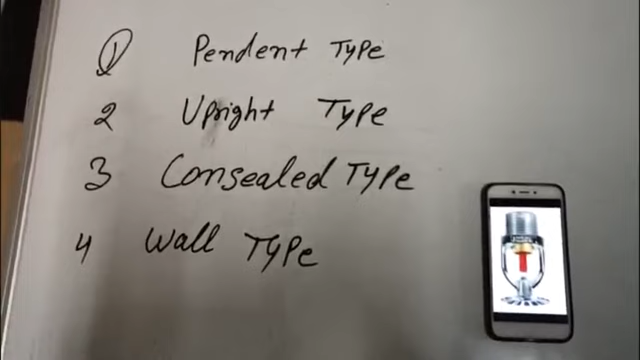 1 Pendent Type
2 Upright Type
3 Consealed Type
4 Wall Type